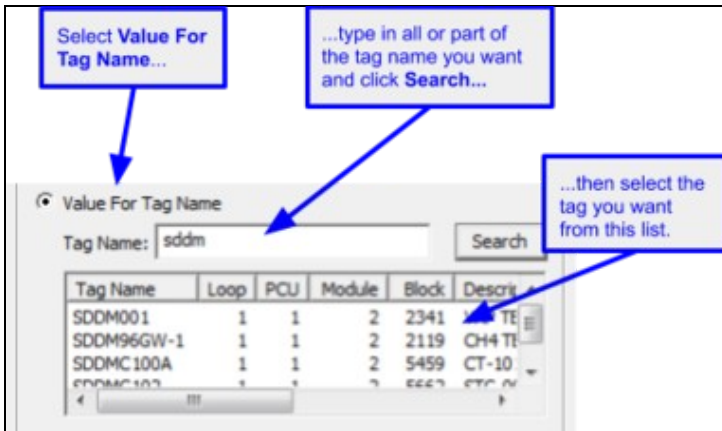 Select Value For
Tag Name...
...type in all or part of
the tag name you want
and click Search...
...then select the
tag you want
from this list.
Value For Tag Name
Tag Name: sddm Search
Tag Name Loop PCU Module Block
SDDM001 1 1 2 2341
SDDM96GW-1 1 1 2 2119 CH4 TE
SDDMC100A 1 1 2 5459 CT-10